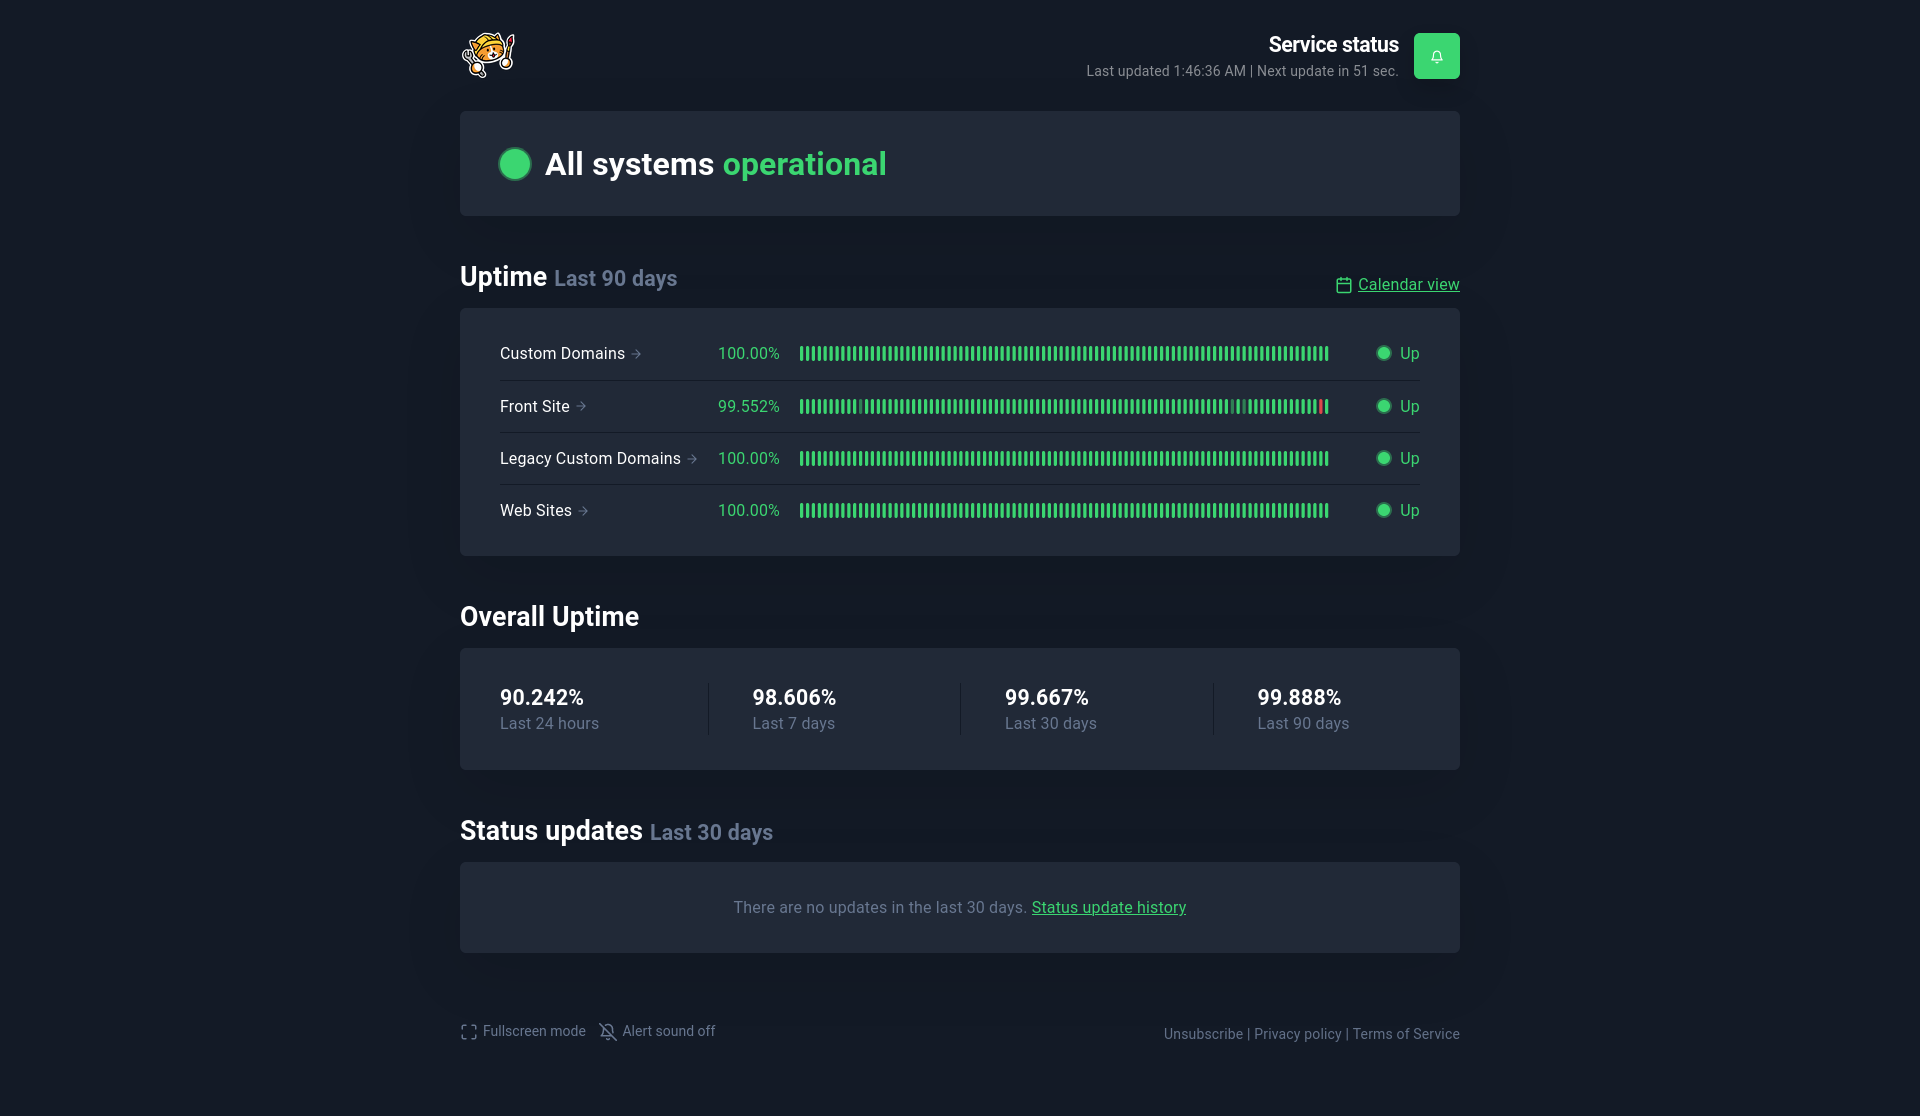 Service status
Last updated 1:46:36 AM | Next update in 51 sec.
All systems operational
Uptime Last 90 days
Calendar view
Custom Domains 100.00% Up
Front Site 99.552% Up
Legacy Custom Domains 100.00% Up
Web Sites 100.00% Up
Overall Uptime
90.242% 98.606% 99.667% 99.888%
Last 24 hours Last 7 days Last 30 days Last 90 days
Status updates Last 30 days
There are no updates in the last 30 days. Status update history
Fullscreen mode Alert sound off
Unsubscribe | Privacy policy | Terms of Service